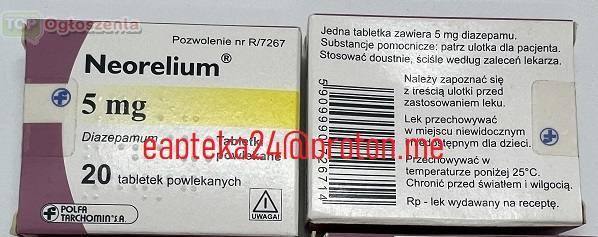 TOP
Ogłoszenia
Pozwolenie nr R/7267
Neorelium®
5 mg
Diazepamum
Tabletki
powlekane
20 tabletek powlekanych
POLFA
TARCHOMIN S.A.
UWAGA!
eapteka24@proton.me
Jedna tabletka zawiera 5 mg diazepamu.
Substancje pomocnicze: patrz ulotka dla pacjenta.
Stosować doustnie, ściśle według zaleceń lekarza.
Należy zapoznać się
z treścią ulotki przed
zastosowaniem leku.
Lek przechowywać
w miejscu niewidocznym
i niedostępnym dla dzieci.
Przechowywać w
temperaturze poniżej 25°C.
Chronić przed światłem i wilgocią.
Rp - lek wydawany na receptę.